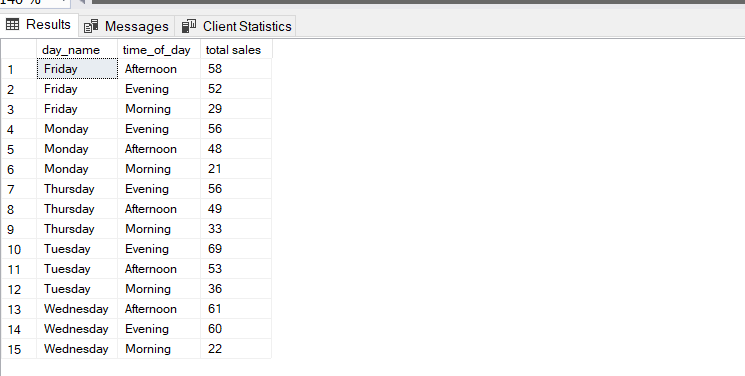 Results Messages Client Statistics
day_name time_of_day total sales
1 Friday Afternoon 58
2 Friday Evening 52
3 Friday Morning 29
4 Monday Evening 56
5 Monday Afternoon 48
6 Monday Morning 21
7 Thursday Evening 56
8 Thursday Afternoon 49
9 Thursday Morning 33
10 Tuesday Evening 69
11 Tuesday Afternoon 53
12 Tuesday Morning 36
13 Wednesday Afternoon 61
14 Wednesday Evening 60
15 Wednesday Morning 22